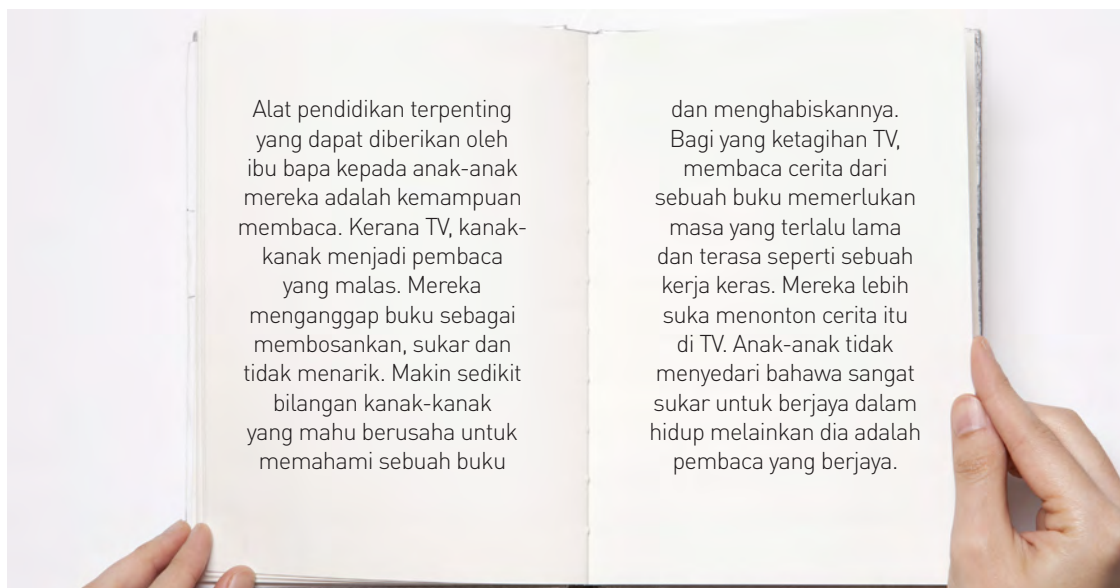 Alat pendidikan terpenting
yang dapat diberikan oleh
ibu bapa kepada anak-anak
mereka adalah kemampuan
membaca. Kerana TV, kanak-
kanak menjadi pembaca
yang malas. Mereka
menganggap buku sebagai
membosankan, sukar dan
tidak menarik. Makin sedikit
bilangan kanak-kanak
yang mahu berusaha untuk
memahami sebuah buku
dan menghabiskannya.
Bagi yang ketagihan TV,
membaca cerita dari
sebuah buku memerlukan
masa yang terlalu lama
dan terasa seperti sebuah
kerja keras. Mereka lebih
suka menonton cerita itu
di TV. Anak-anak tidak
menyedari bahawa sangat
sukar untuk berjaya dalam
hidup melainkan dia adalah
pembaca yang berjaya.